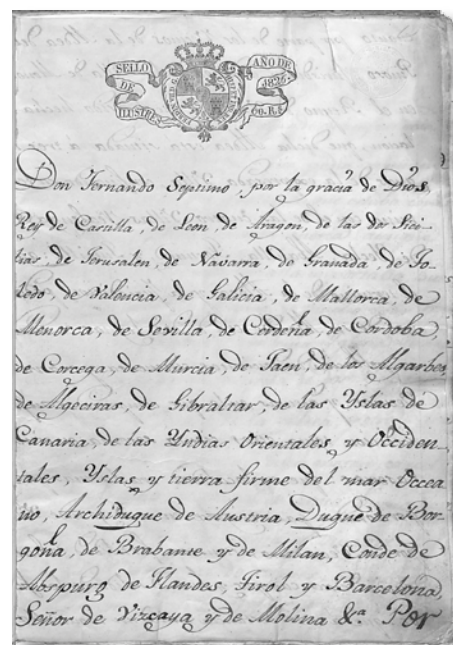 SELLO
DE
ILUSTRES
AÑO DE
1825.
60. Rs.
Don Fernando Septimo, por la gracia de Dios,
Rey de Castilla, de Leon, de Aragon, de las dos Sici-
lias, de Jerusalen, de Navarra, de Granada, de To-
ledo, de Valencia, de Galicia, de Mallorca, de
Menorca, de Sevilla, de Cerdeña, de Cordoba,
de Corcega, de Murcia, de Jaen, de los Algarbes,
de Algeciras, de Gibraltar, de las Yslas de
Canaria, de las Yndias Orientales y Occiden-
tales, Yslas y tierra firme del mar Occea
no, Archiduque de Austria, Duque de Bor-
goña, de Brabante y de Milan, Conde de
Abspurg de Flandes, Tirol y Barcelona,
Señor de Vizcaya y de Molina &a. Por